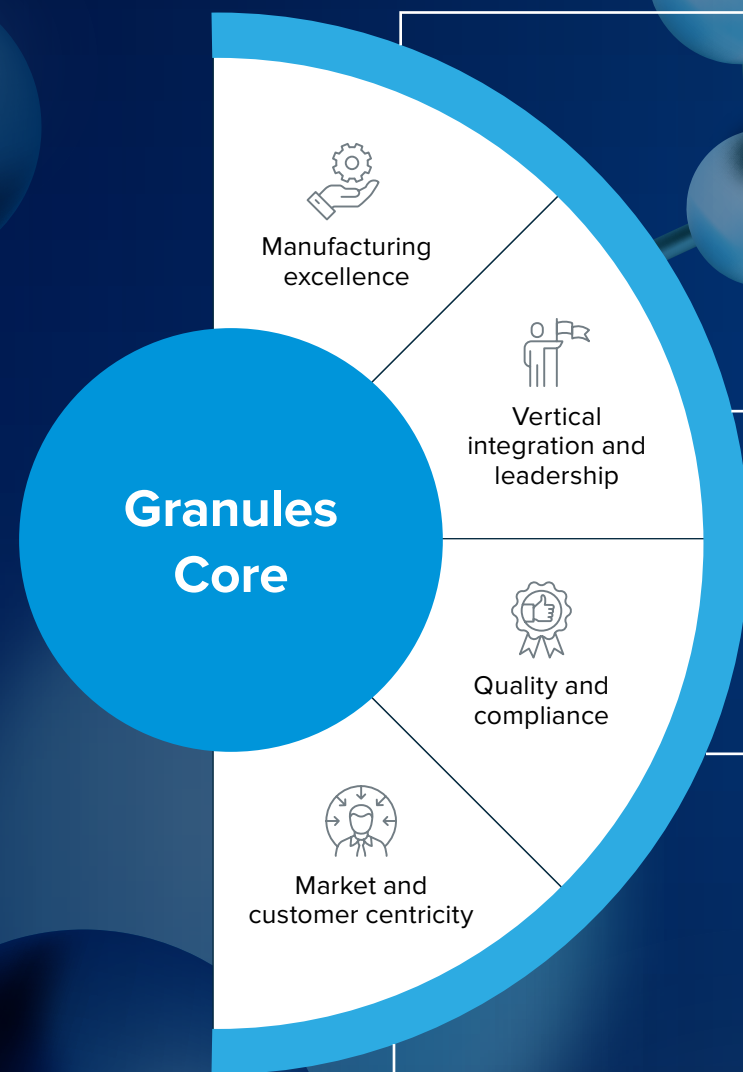 Manufacturing
excellence
Vertical
integration and
leadership
Granules
Core
Quality and
compliance
Market and
customer centricity